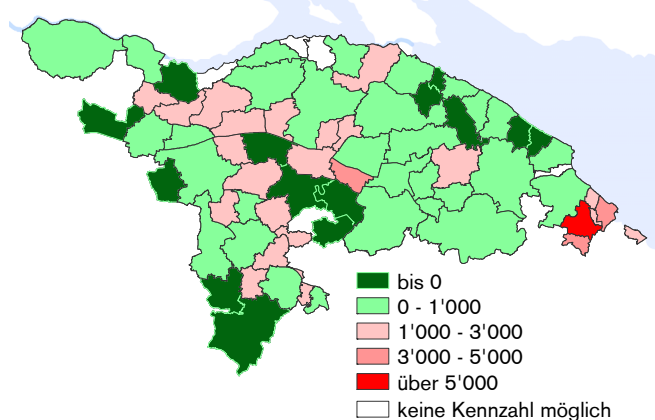 bis 0
0 - 1'000
1'000 - 3'000
3'000 - 5'000
über 5'000
keine Kennzahl möglich